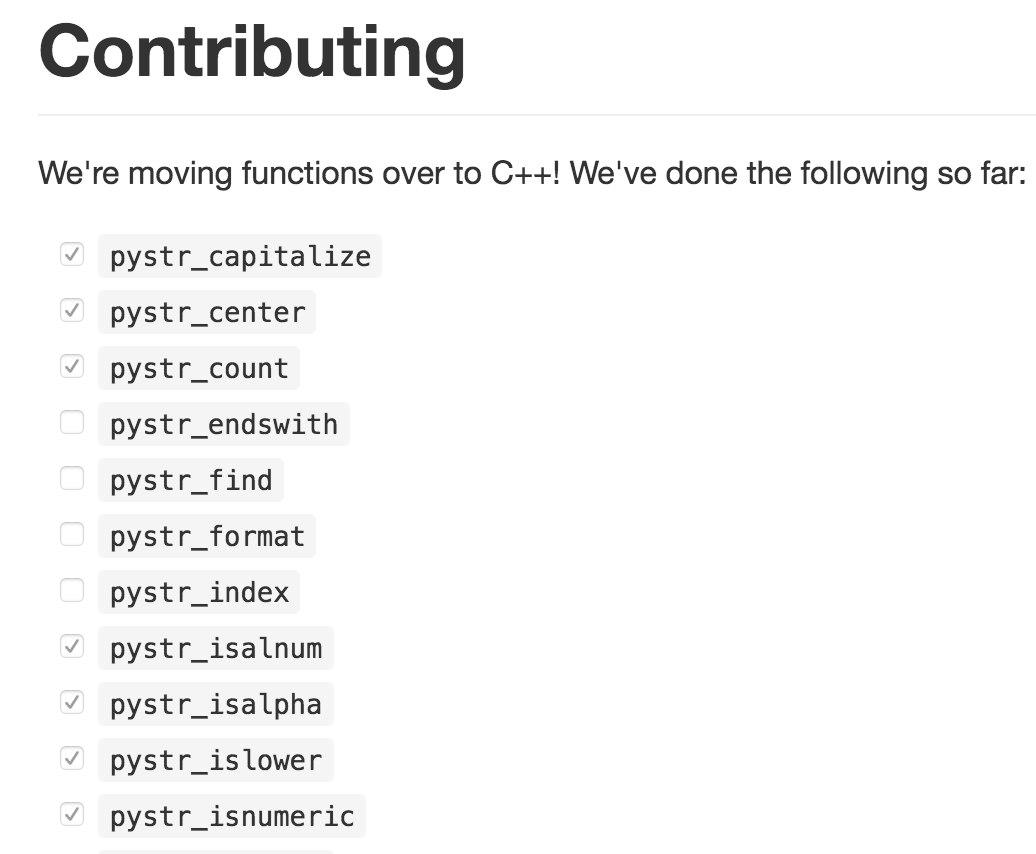 Contributing
We're moving functions over to C++! We've done the following so far:
pystr_capitalize
pystr_center
pystr_count
pystr_endswith
pystr_find
pystr_format
pystr_index
pystr_isalnum
pystr_isalpha
pystr_islower
pystr_isnumeric